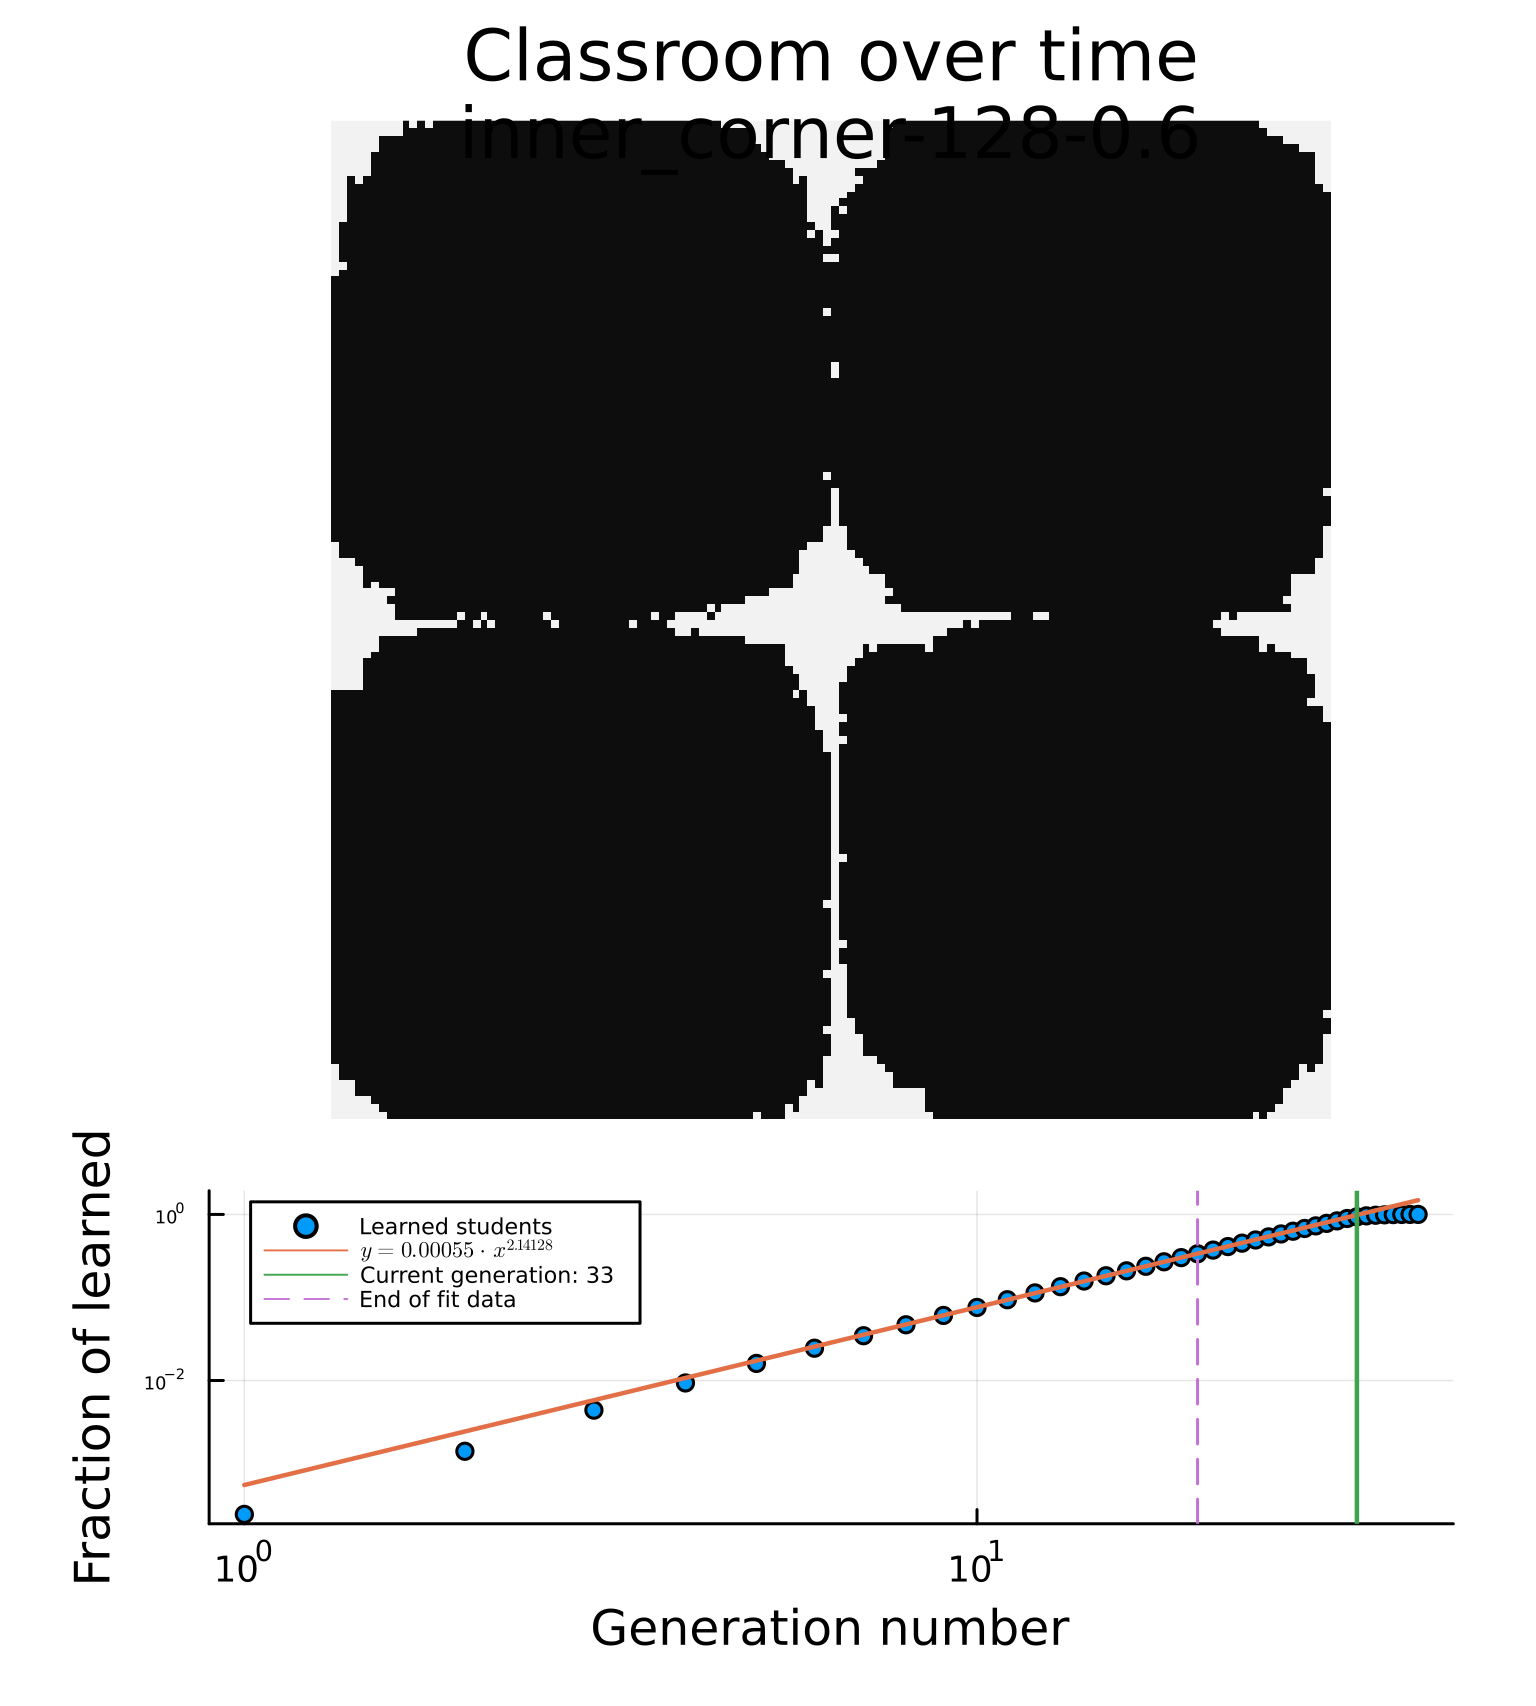 Classroom over time
inner_corner-128-0.6
Fraction of learned
10^0
10^-2
Learned students
y = 0.00055 · x^2.14128
Current generation: 33
End of fit data
10^0
10^1
Generation number